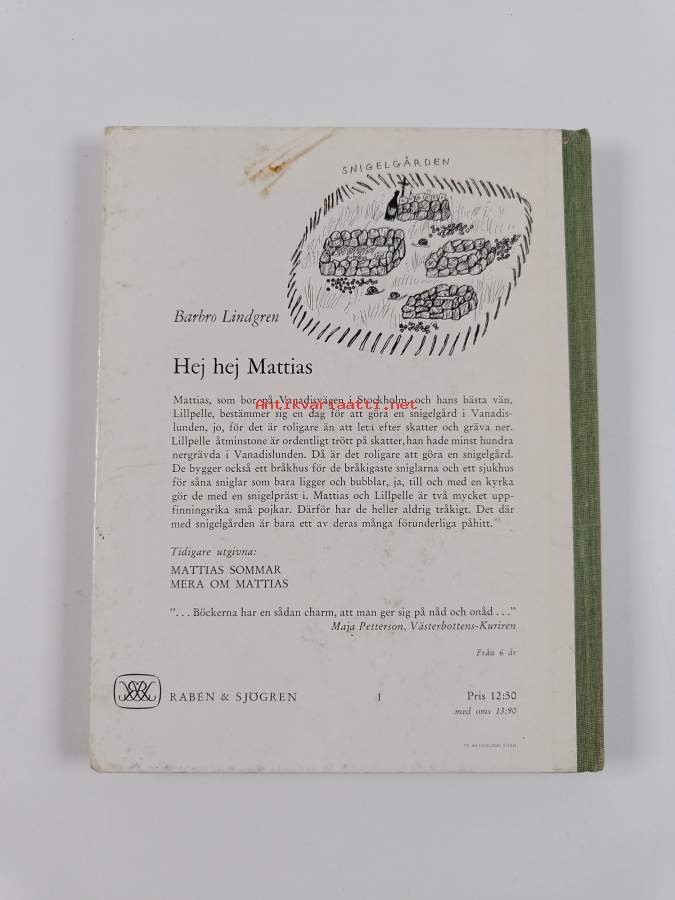 SNIGELGÅRDEN
Barbro Lindgren
Hej hej Mattias
Mattias, som bor på Vanadisvägen i Stockholm, och hans bästa vän,
Antikvariaatti.net
Lillpelle, bestämmer sig en dag för att göra en snigelgård i Vanadis-
lunden, jo, för det är roligare än att leta efter skatter och gräva ner.
Lillpelle åtminstone är ordentligt trött på skatter, han hade minst hundra
nergrävda i Vanadislunden. Då är det roligare att göra en snigelgård.
De bygger också ett bråkhus för de bråkigaste sniglarna och ett sjukhus
för såna sniglar som bara ligger och bubblar, ja, till och med en kyrka
gör de med en snigelpräst i. Mattias och Lillpelle är två mycket upp-
finningsrika små pojkar. Därför har de heller aldrig tråkigt. Det där
med snigelgården är bara ett av deras många förunderliga påhitt.
Tidigare utgivna:
MATTIAS SOMMAR
MERA OM MATTIAS
”. . . Böckerna har en sådan charm, att man ger sig på nåd och onåd . . .”
Maja Petterson, Västerbottens-Kuriren
Från 6 år
RABÉN & SJÖGREN 1 Pris 12:50
med oms 13:90